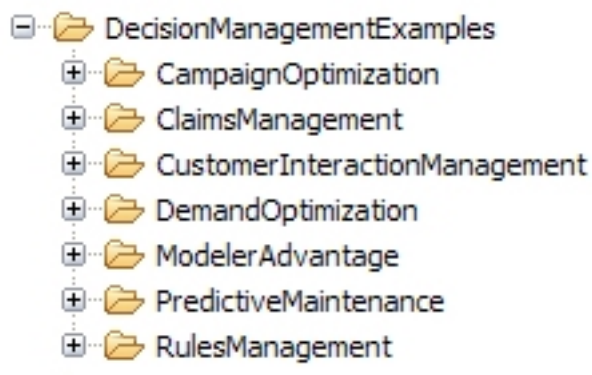 DecisionManagementExamples
CampaignOptimization
ClaimsManagement
CustomerInteractionManagement
DemandOptimization
ModelerAdvantage
PredictiveMaintenance
RulesManagement